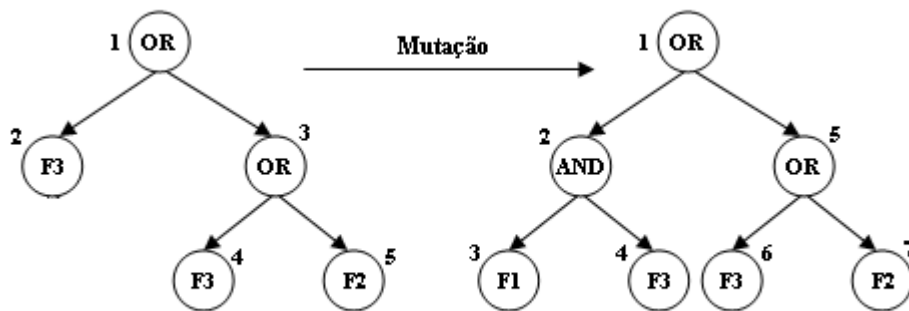 1 OR Mutação 1 OR
2 3 2 5
F3 OR AND OR
4 5 3 4 6 7
F3 F2 F1 F3 F3 F2